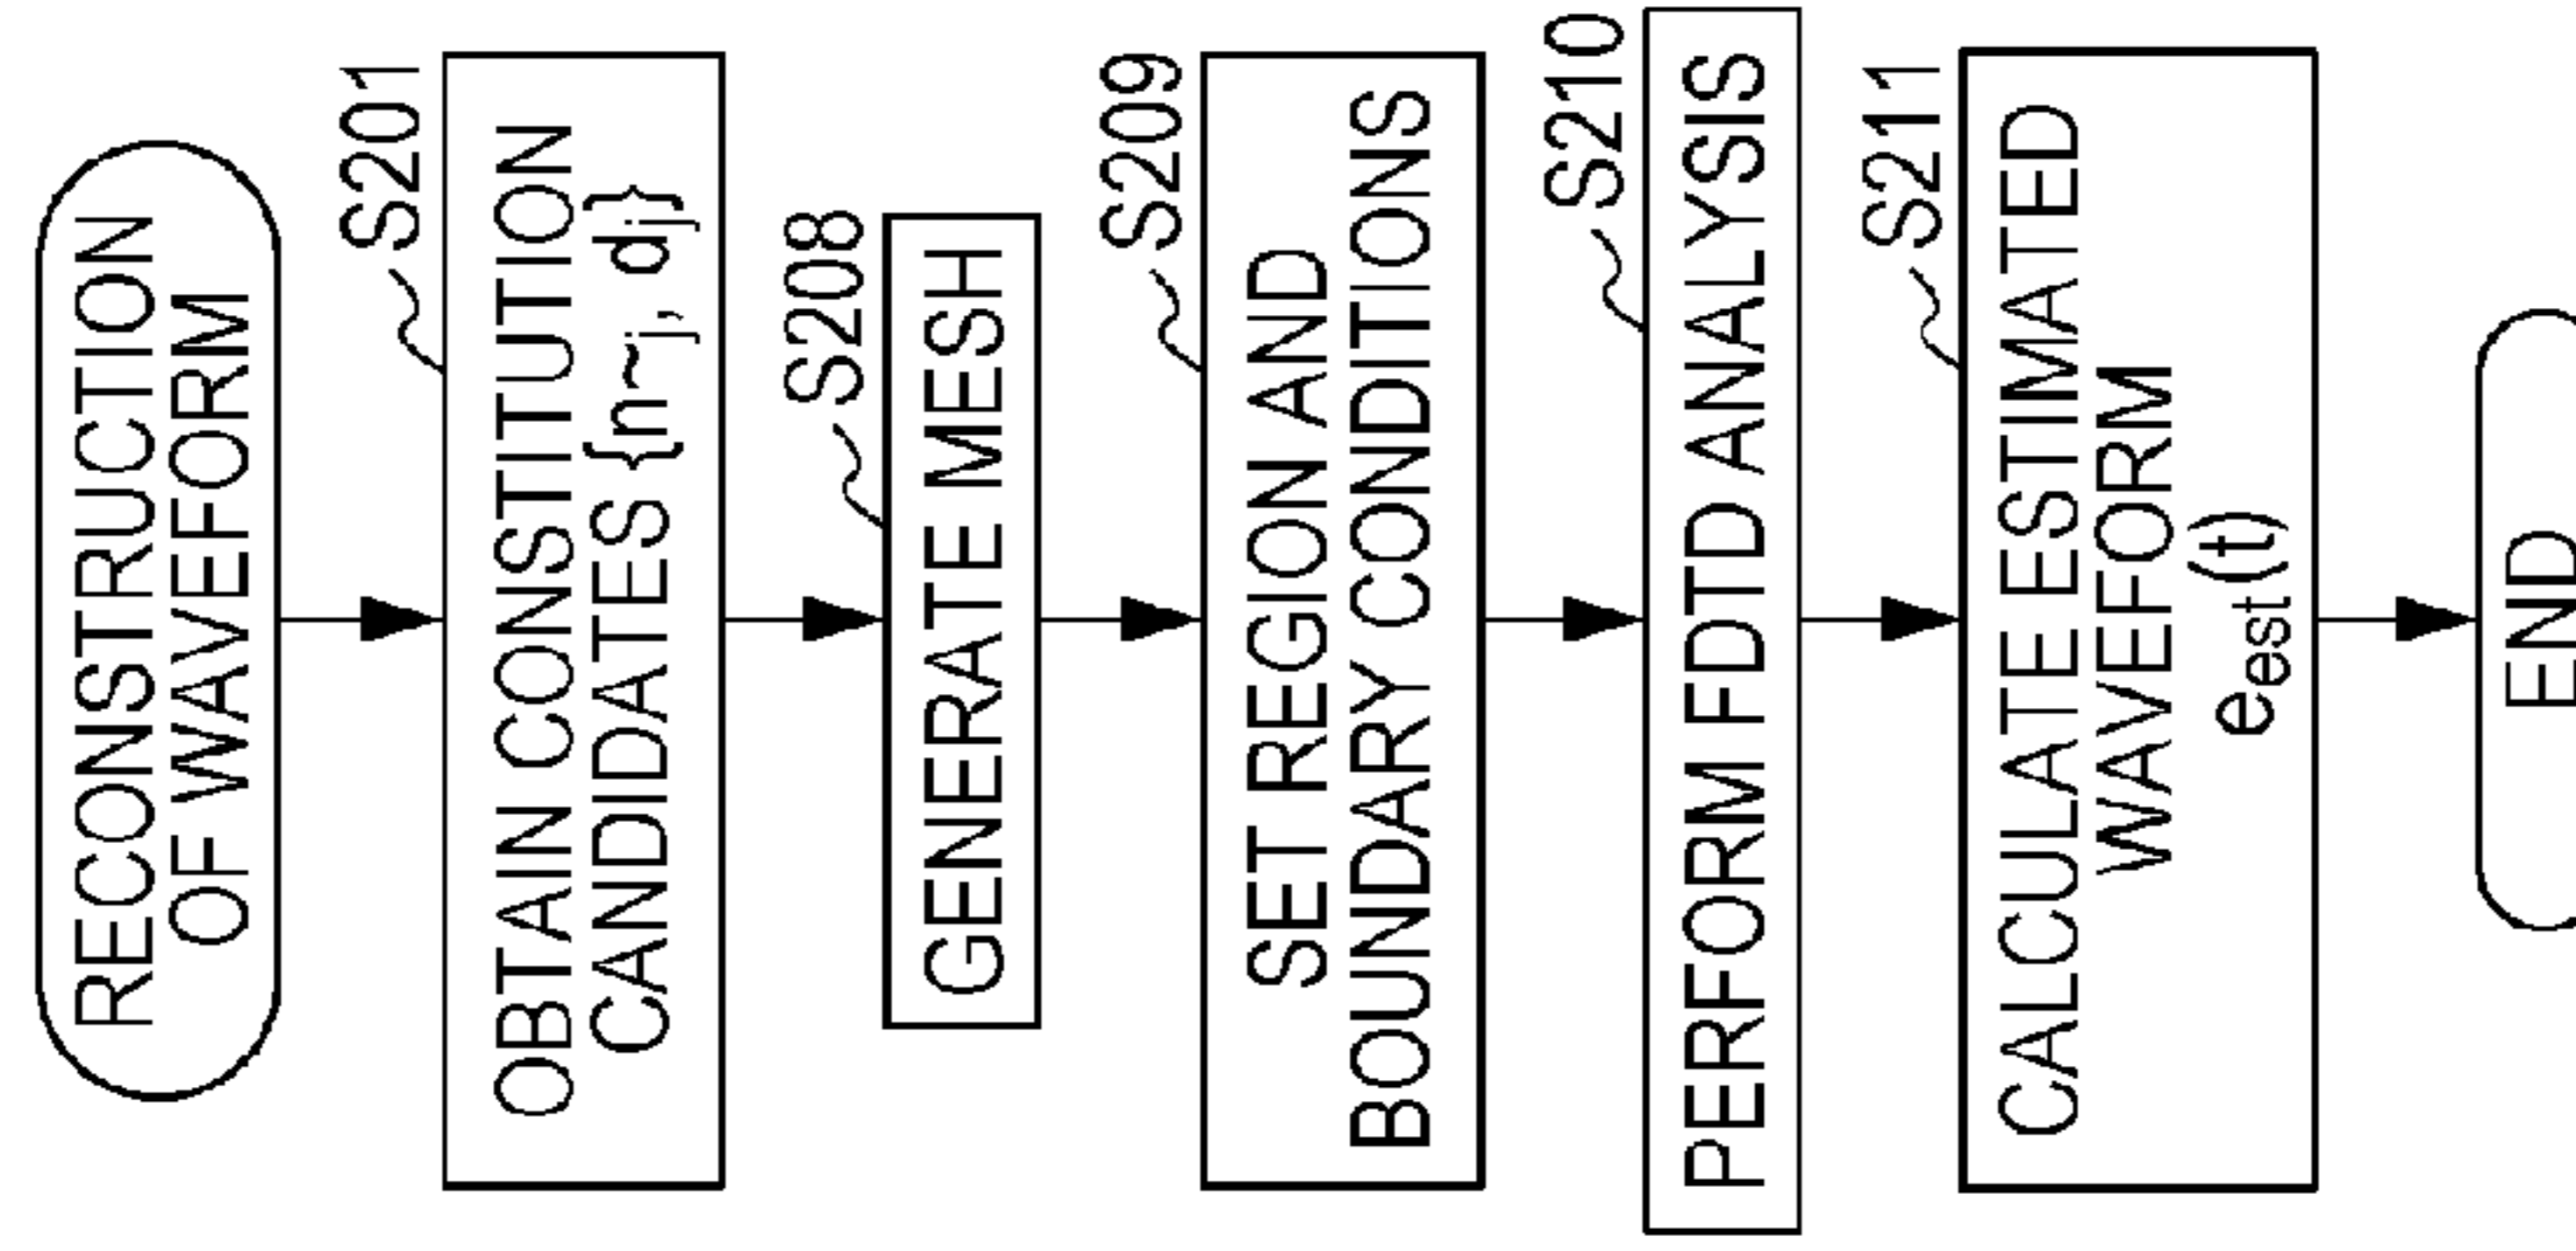 RECONSTRUCTION
OF WAVEFORM
S201
OBTAIN CONSTITUTION
CANDIDATES {n~j, dj}
S208
GENERATE MESH
S209
SET REGION AND
BOUNDARY CONDITIONS
S210
PERFORM FDTD ANALYSIS
S211
CALCULATE ESTIMATED
WAVEFORM
eest(t)
END